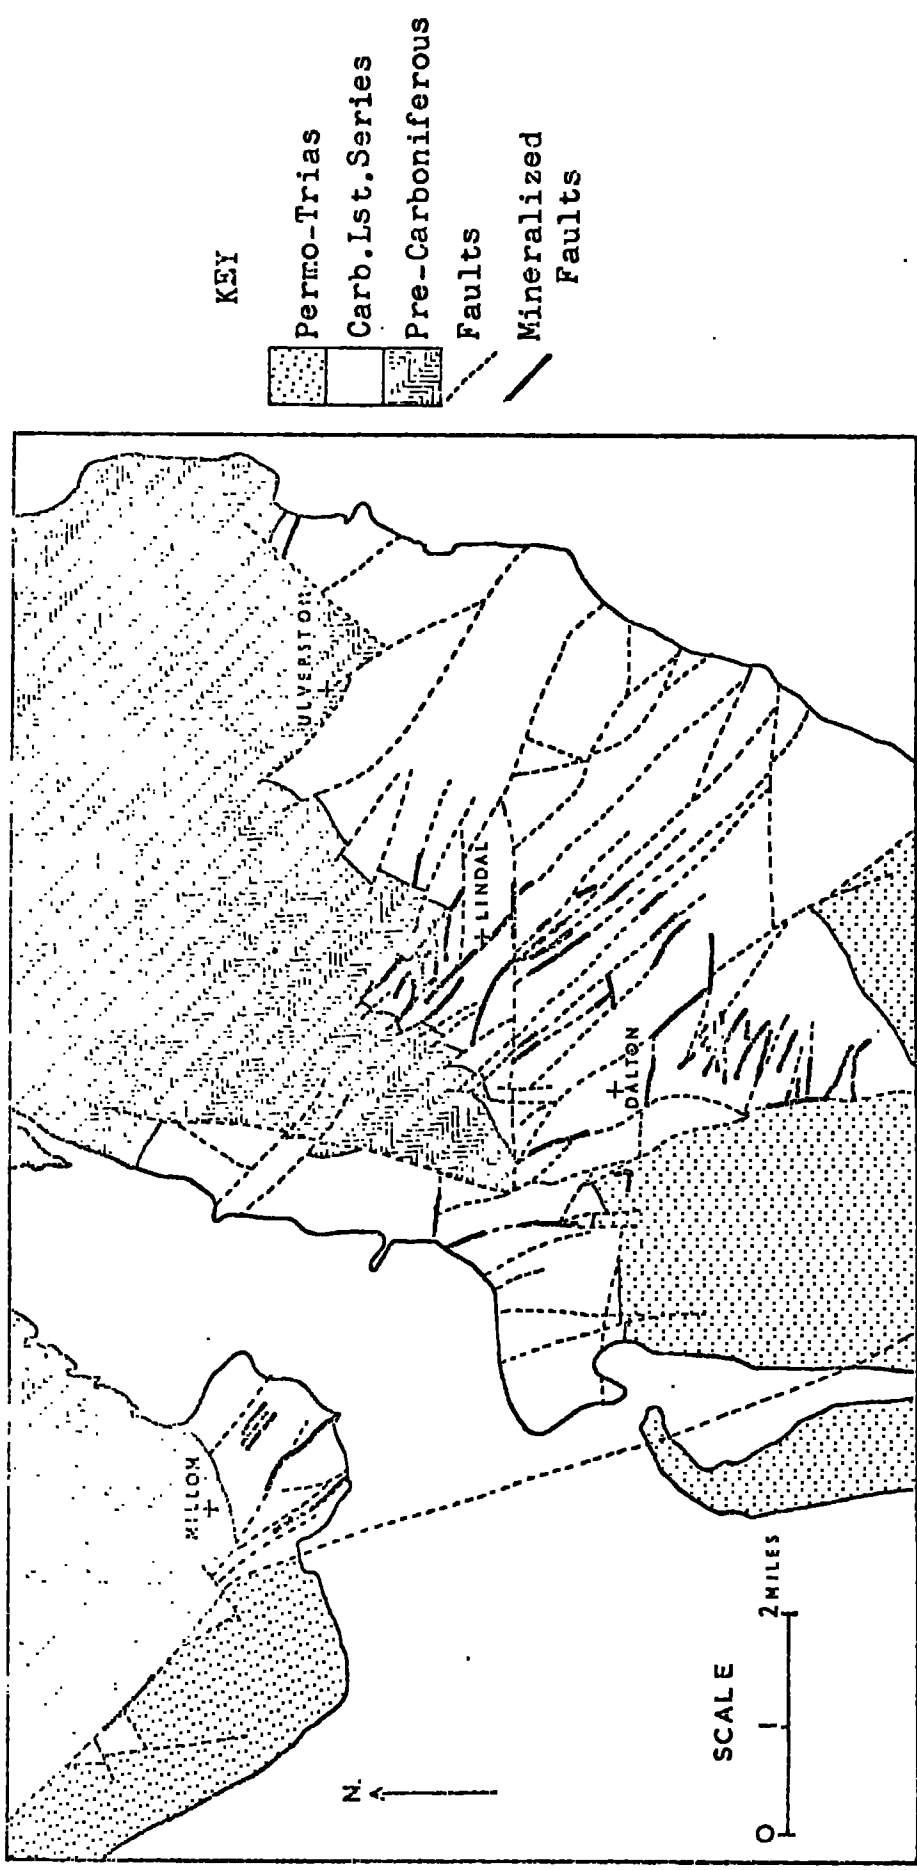 KEY
Permo-Trias
Carb.Lst.Series
Pre-Carboniferous
Faults
Mineralized
Faults
ULVERSTON
LINDAL
DALTON
MILLOM
N.
SCALE
0 1 2 MILES